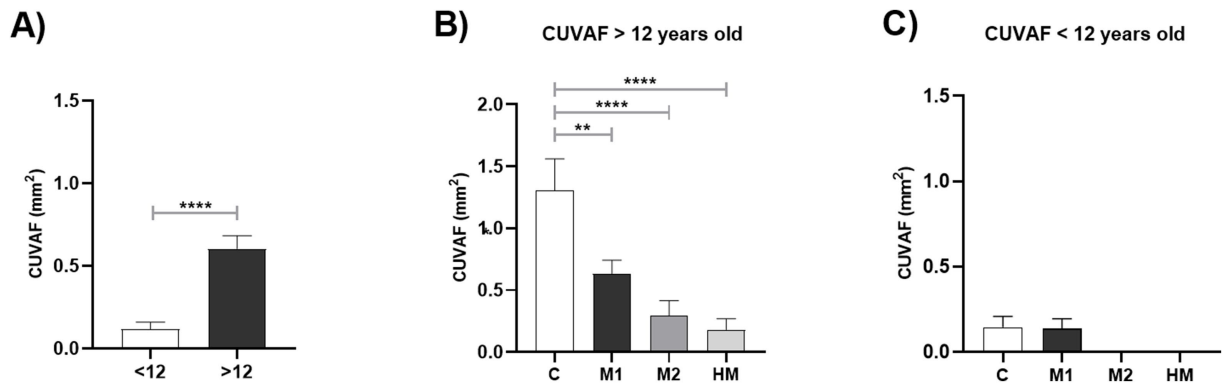 A)
CUVAF (mm²)
1.5
1.0
0.5
0.0
****
<12
>12
B)
CUVAF > 12 years old
CUVAF (mm²)
*
2.0
1.5
1.0
0.5
0.0
****
****
**
C
M1
M2
HM
C)
CUVAF < 12 years old
CUVAF (mm²)
1.5
1.0
0.5
0.0
C
M1
M2
HM